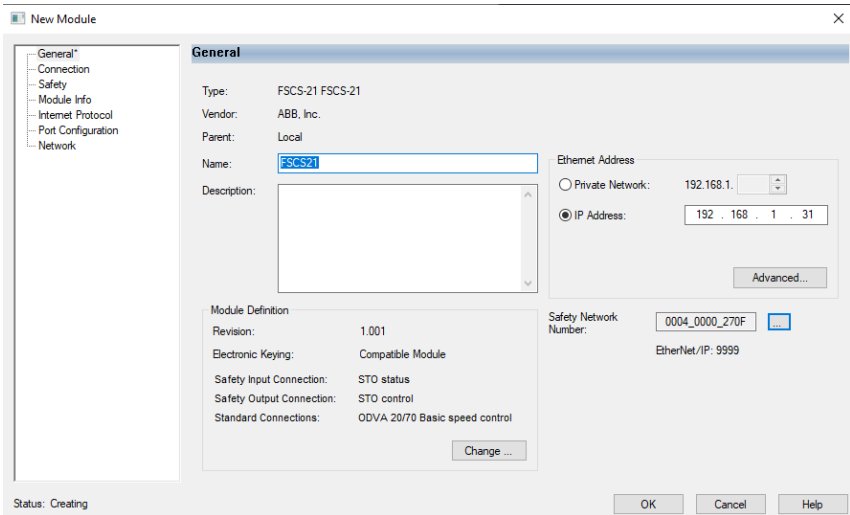 New Module
General*
Connection
Safety
Module Info
Internet Protocol
Port Configuration
Network
General
Type: FSCS-21 FSCS-21
Vendor: ABB, Inc.
Parent: Local
Name: FSCS21
Description:
Ethernet Address
Private Network: 192.168.1.
IP Address: 192 . 168 . 1 . 31
Advanced...
Module Definition
Revision: 1.001
Electronic Keying: Compatible Module
Safety Input Connection: STO status
Safety Output Connection: STO control
Standard Connections: ODVA 20/70 Basic speed control
Change ...
Safety Network
Number:
0004_0000_270F
...
EtherNet/IP: 9999
Status: Creating
OK
Cancel
Help